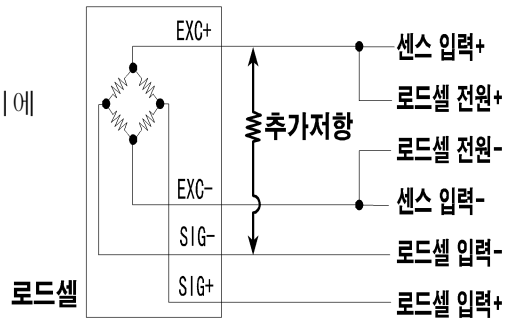 EXC+
센스 입력+
ㅣ에
로드셀 전원+
추가저항
로드셀 전원-
EXC-
센스 입력-
SIG-
로드셀 입력-
로드셀
SIG+
로드셀 입력+